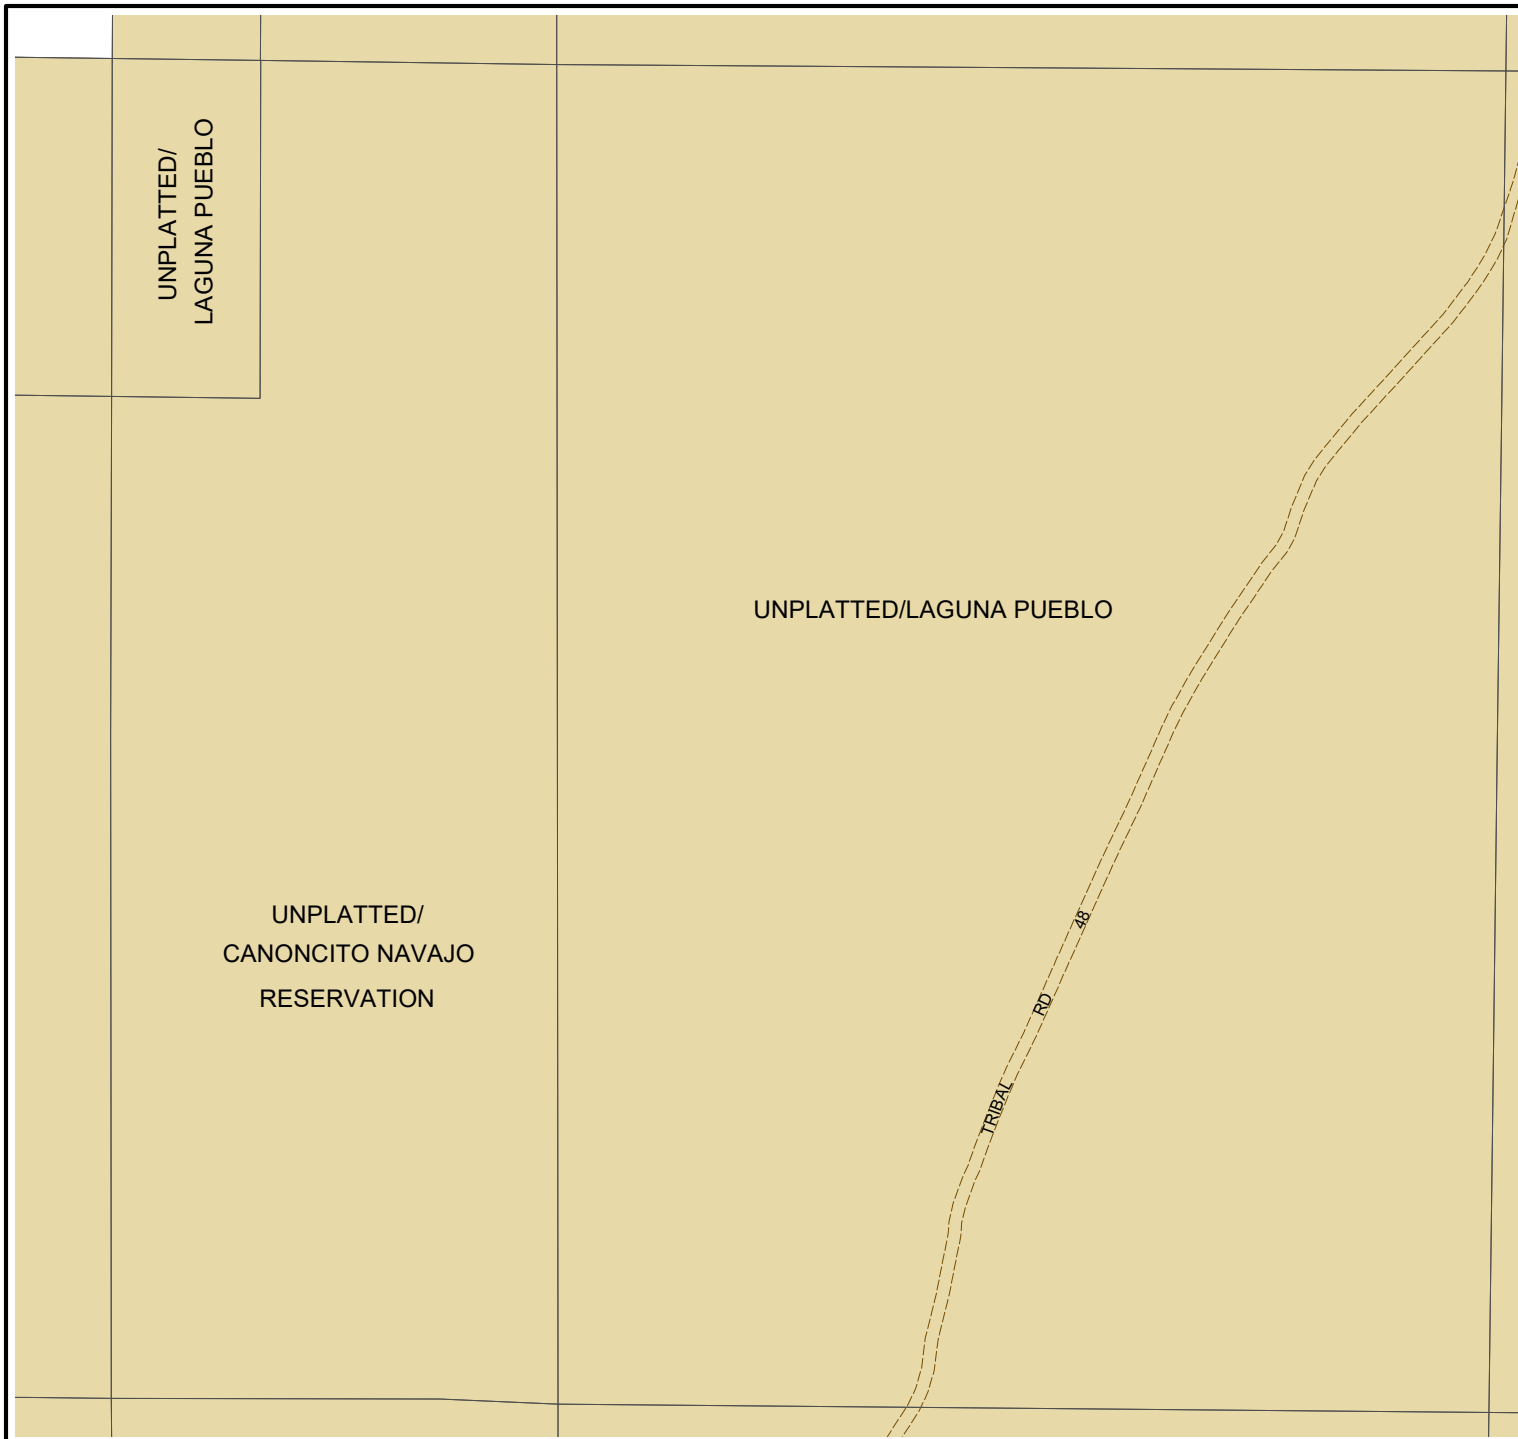 UNPLATTED/
LAGUNA PUEBLO
UNPLATTED/LAGUNA PUEBLO
UNPLATTED/
CANONCITO NAVAJO
RESERVATION
TRIBAL RD 48